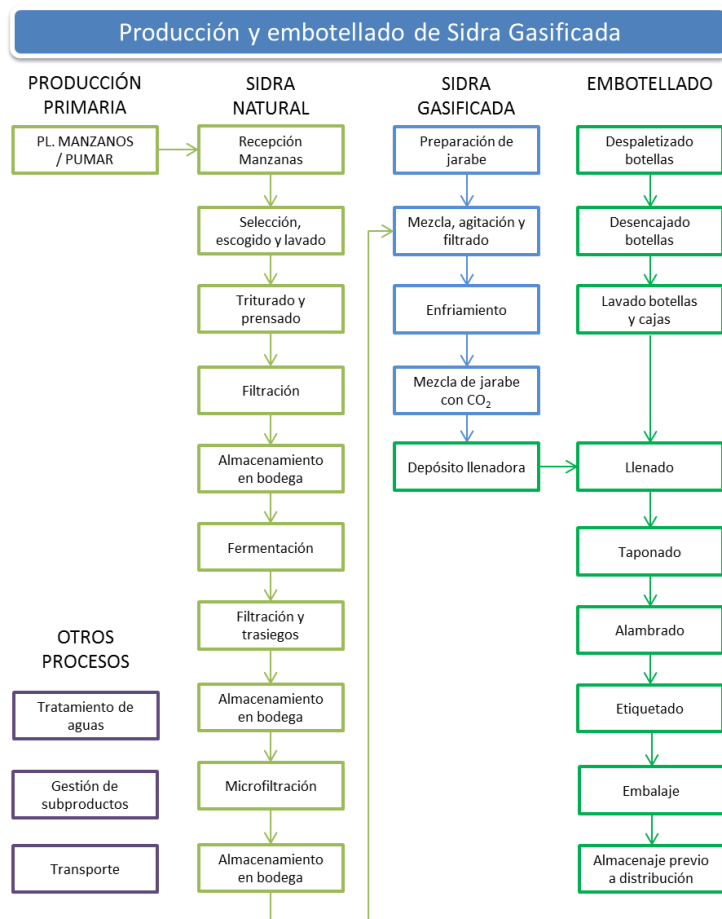 Producción y embotellado de Sidra Gasificada
PRODUCCIÓN
PRIMARIA
PL. MANZANOS
/ PUMAR
SIDRA
NATURAL
Recepción
Manzanas
Selección,
escogido y lavado
Triturado y
prensado
Filtración
Almacenamiento
en bodega
Fermentación
Filtración y
trasiegos
Almacenamiento
en bodega
Microfiltración
Almacenamiento
en bodega
SIDRA
GASIFICADA
Preparación de
jarabe
Mezcla, agitación y
filtrado
Enfriamiento
Mezcla de jarabe
con CO₂
Depósito llenadora
EMBOTELLADO
Despaletizado
botellas
Desencajado
botellas
Lavado botellas
y cajas
Llenado
Taponado
Alambrado
Etiquetado
Embalaje
Almacenaje previo
a distribución
OTROS
PROCESOS
Tratamiento de
aguas
Gestión de
subproductos
Transporte